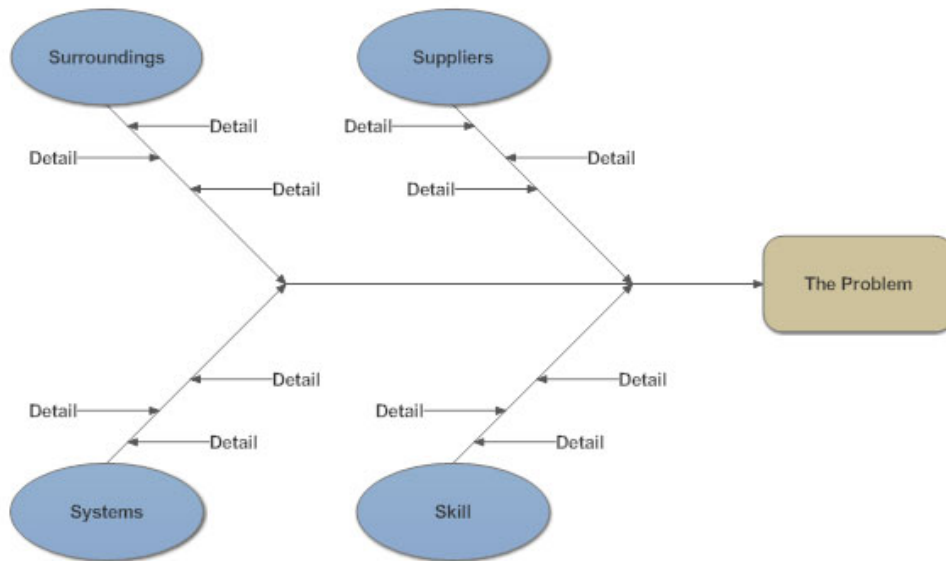 Surroundings
Suppliers
Detail
Detail
Detail
Detail
Detail
Detail
The Problem
Detail
Detail
Detail
Detail
Detail
Detail
Systems
Skill